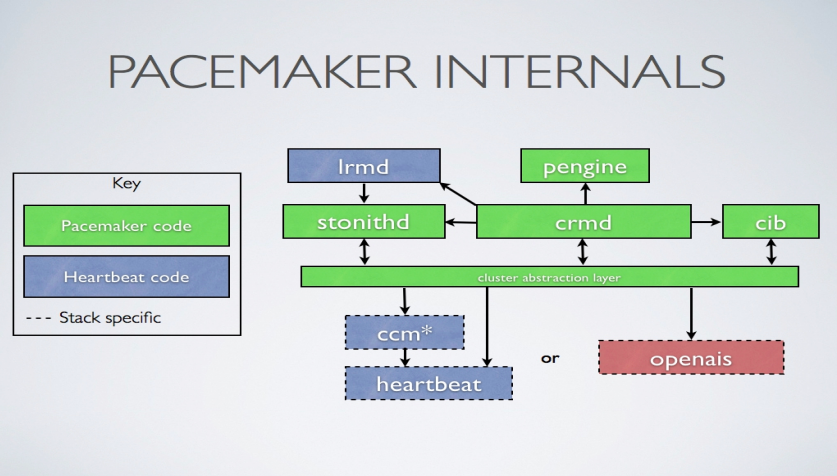 PACEMAKER INTERNALS
Key
Pacemaker code
Heartbeat code
--- Stack specific
lrmd
pengine
stonithd
crmd
cib
cluster abstraction layer
ccm*
heartbeat
or
openais